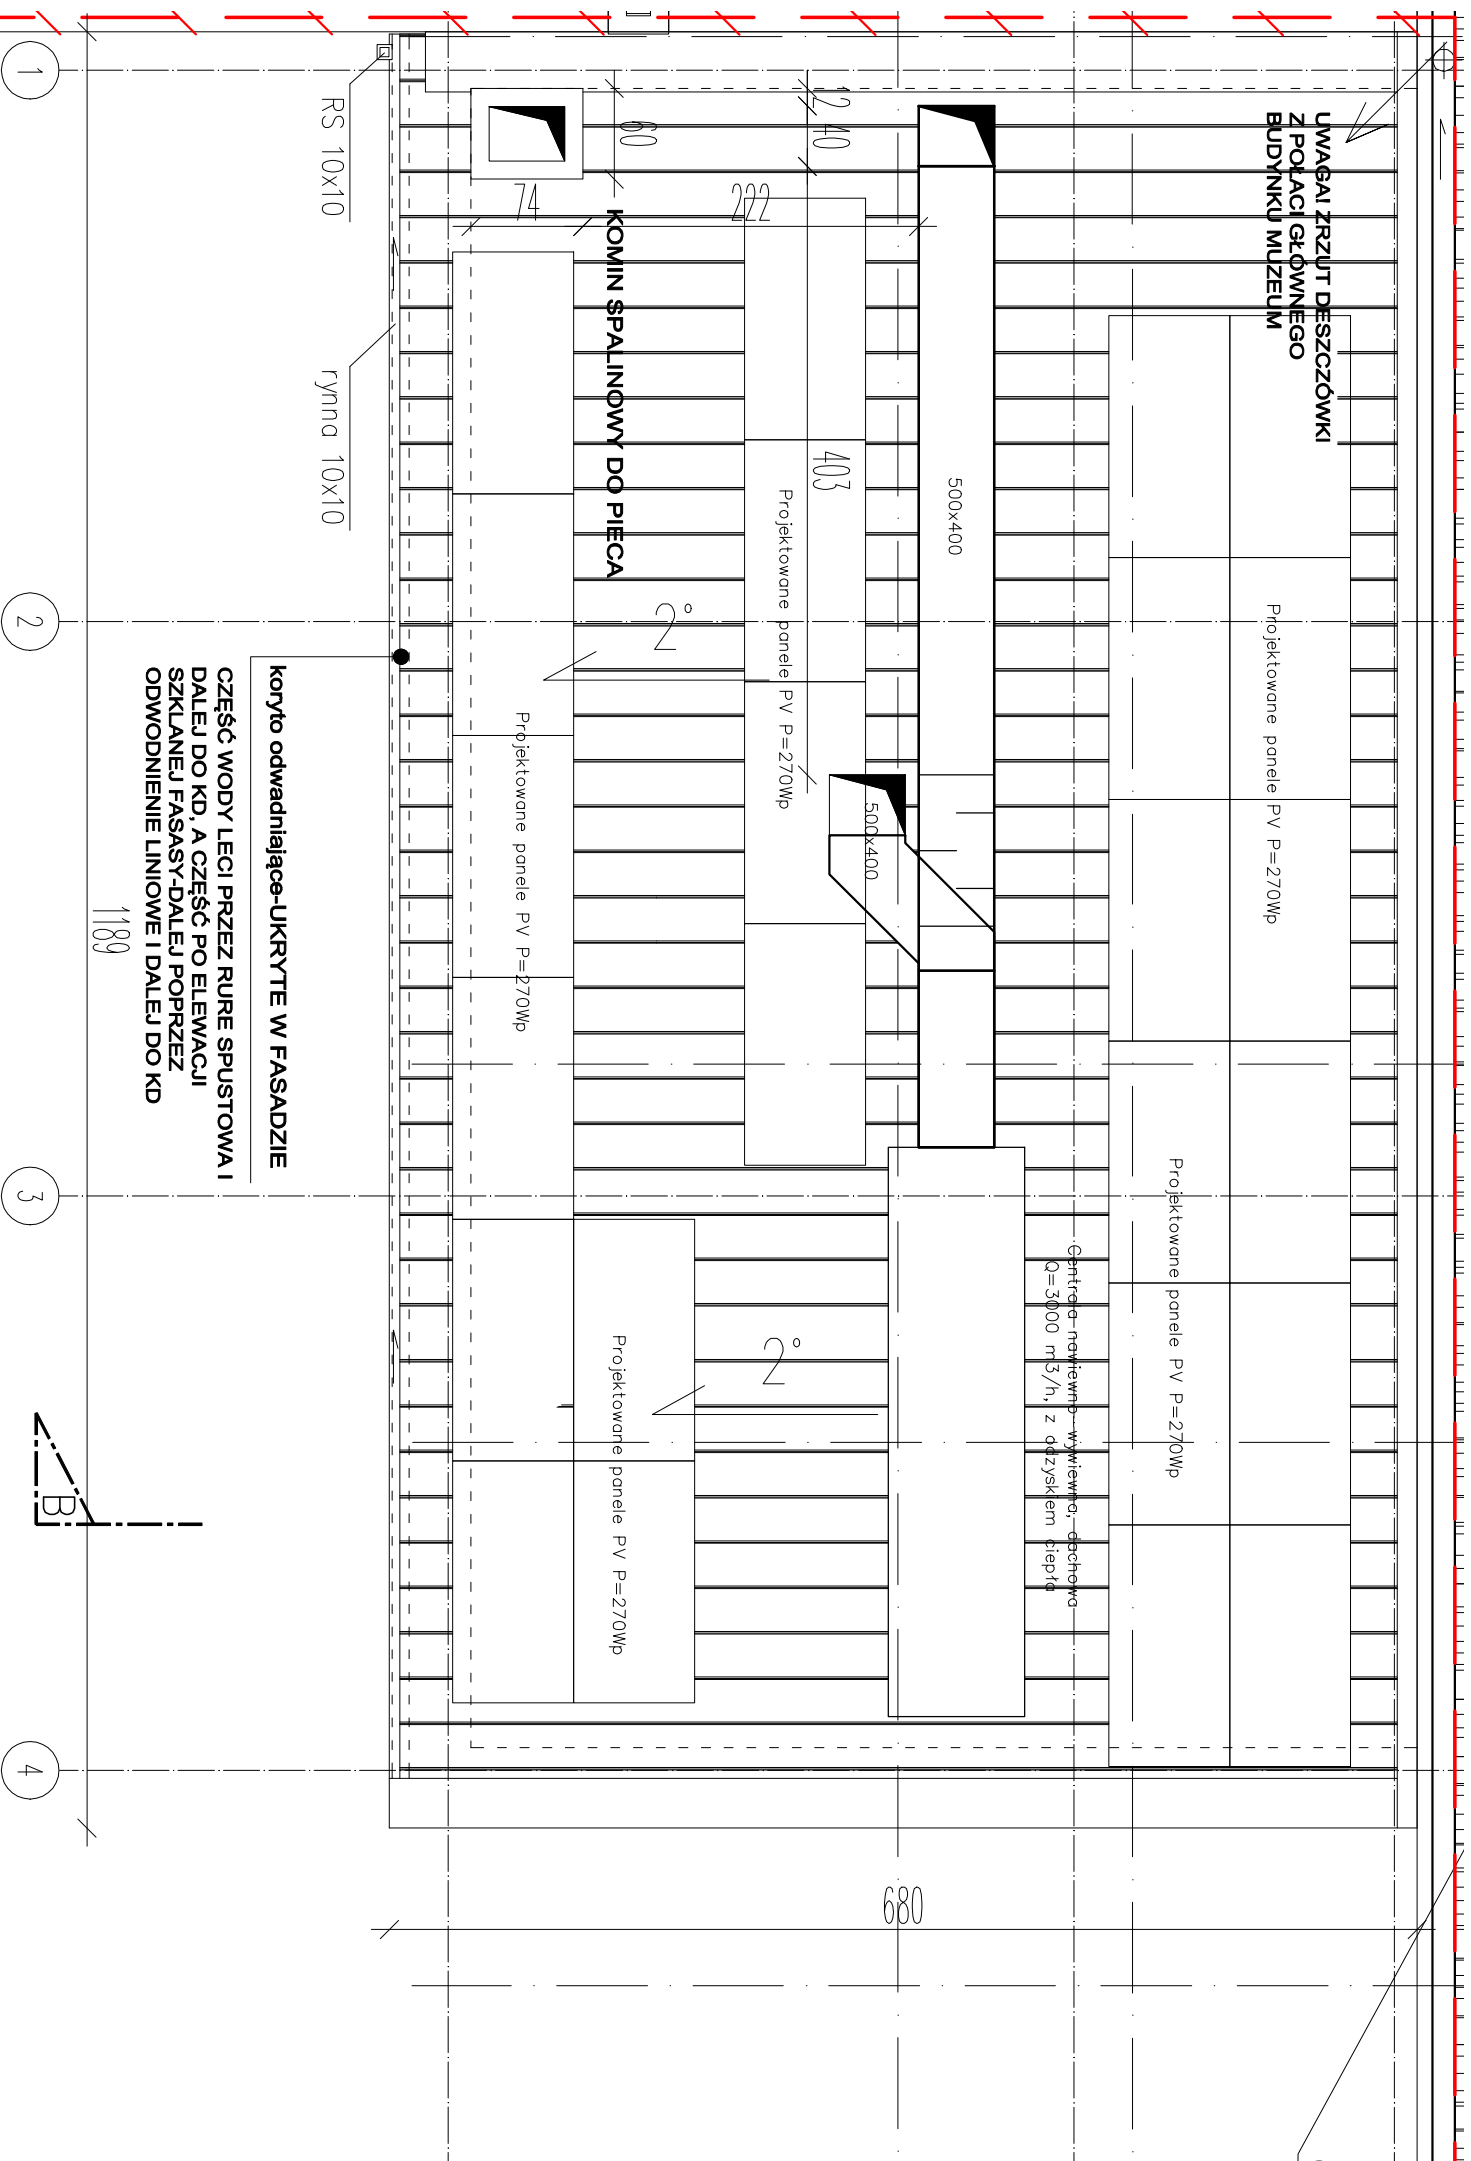 UWAGA! ZRZUT DESZCZÓWKI
Z POŁACI GŁÓWNEGO
BUDYNKU MUZEUM
1
2
3
4
RS 10x10
rynna 10x10
60
12
40
74
222
403
KOMIN SPALINOWY DO PIECA
500x400
500x400
Projektowane panele PV P=270Wp
Projektowane panele PV P=270Wp
Projektowane panele PV P=270Wp
Projektowane panele PV P=270Wp
Projektowane panele PV P=270Wp
2°
2°
Centrala nawiewno-wywiewna, dachowa
Q=3000 m3/h, z odzyskiem ciepła
koryto odwadniające-UKRYTE W FASADZIE
CZĘŚĆ WODY LECI PRZEZ RURE SPUSTOWA I
DALEJ DO KD, A CZĘŚĆ PO ELEWACJI
SZKLANEJ FASASY-DALEJ POPRZEZ
ODWODNIENIE LINIOWE I DALEJ DO KD
1189
B
680